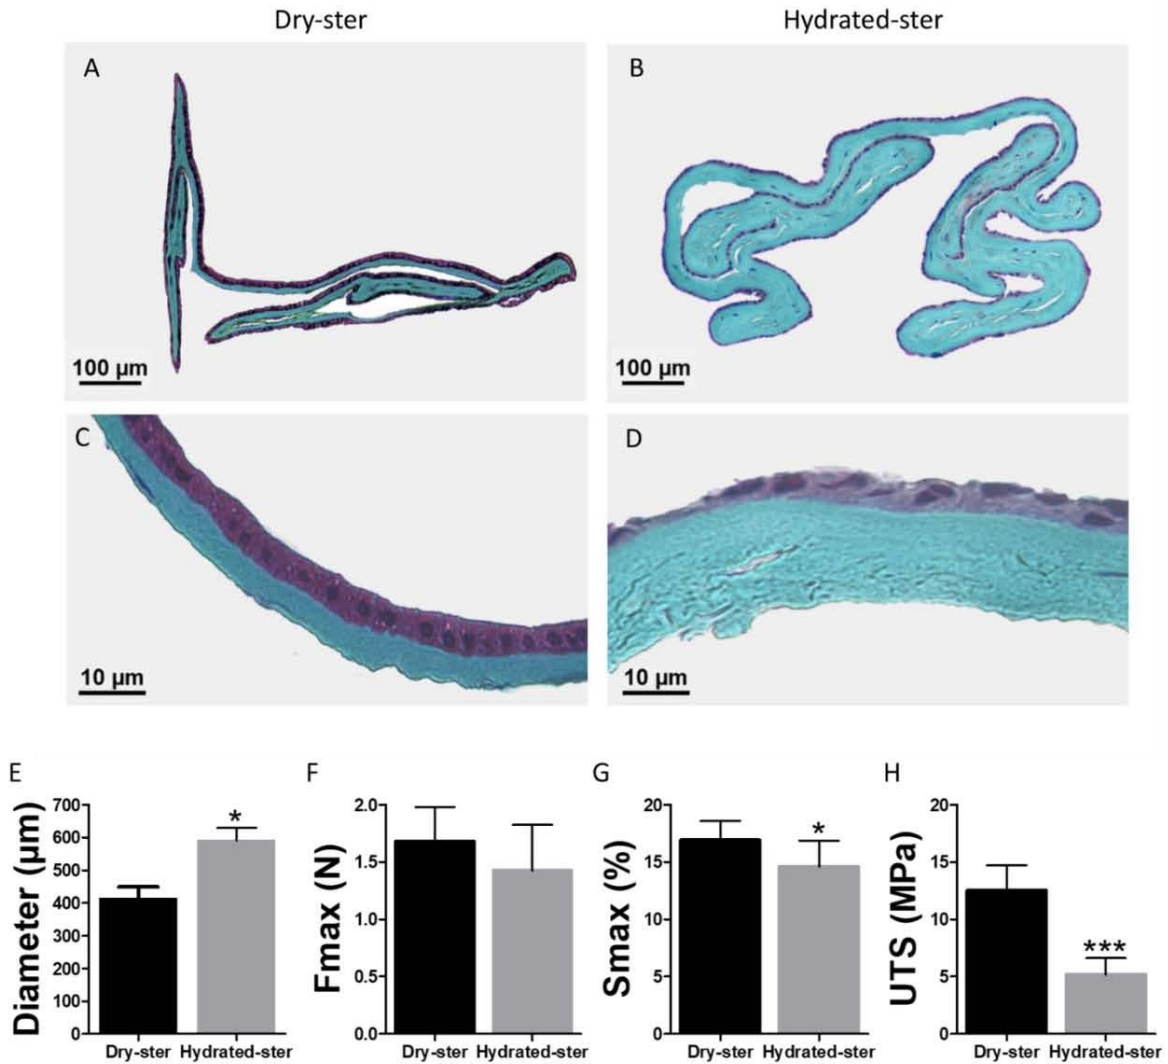 Dry-ster
Hydrated-ster
A
B
100 µm
100 µm
C
D
10 µm
10 µm
E
F
G
H
Diameter (µm)
700
600
500
400
300
200
100
0
*
Dry-ster Hydrated-ster
Fmax (N)
2.0
1.5
1.0
0.5
0.0
Dry-ster Hydrated-ster
Smax (%)
20
15
10
5
0
*
Dry-ster Hydrated-ster
UTS (MPa)
20
15
10
5
0
***
Dry-ster Hydrated-ster